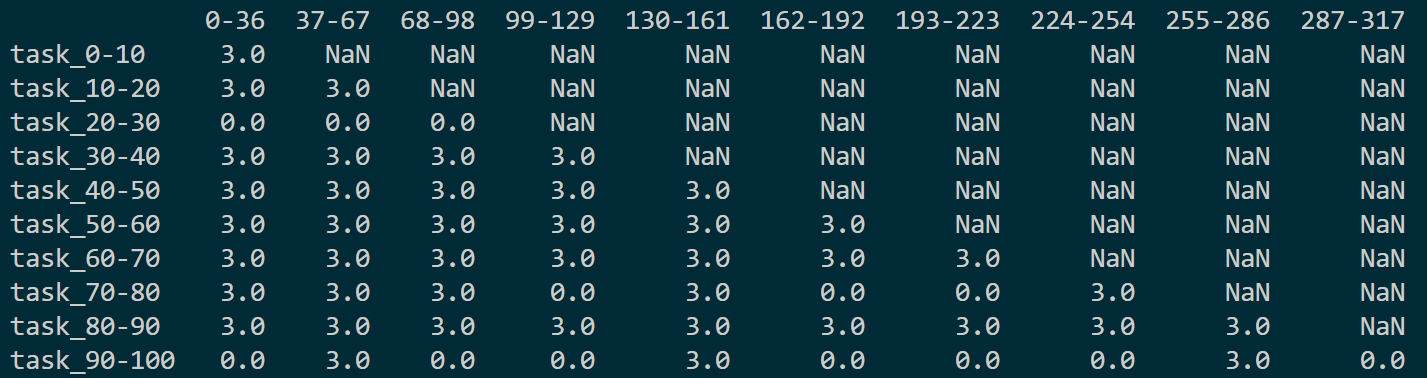 0-36 37-67 68-98 99-129 130-161 162-192 193-223 224-254 255-286 287-317
task_0-10 3.0 NaN NaN NaN NaN NaN NaN NaN NaN NaN
task_10-20 3.0 3.0 NaN NaN NaN NaN NaN NaN NaN NaN
task_20-30 0.0 0.0 0.0 NaN NaN NaN NaN NaN NaN NaN
task_30-40 3.0 3.0 3.0 3.0 NaN NaN NaN NaN NaN NaN
task_40-50 3.0 3.0 3.0 3.0 3.0 NaN NaN NaN NaN NaN
task_50-60 3.0 3.0 3.0 3.0 3.0 3.0 NaN NaN NaN NaN
task_60-70 3.0 3.0 3.0 3.0 3.0 3.0 3.0 NaN NaN NaN
task_70-80 3.0 3.0 3.0 0.0 3.0 0.0 0.0 3.0 NaN NaN
task_80-90 3.0 3.0 3.0 3.0 3.0 3.0 3.0 3.0 3.0 NaN
task_90-100 0.0 3.0 0.0 0.0 3.0 0.0 0.0 0.0 3.0 0.0